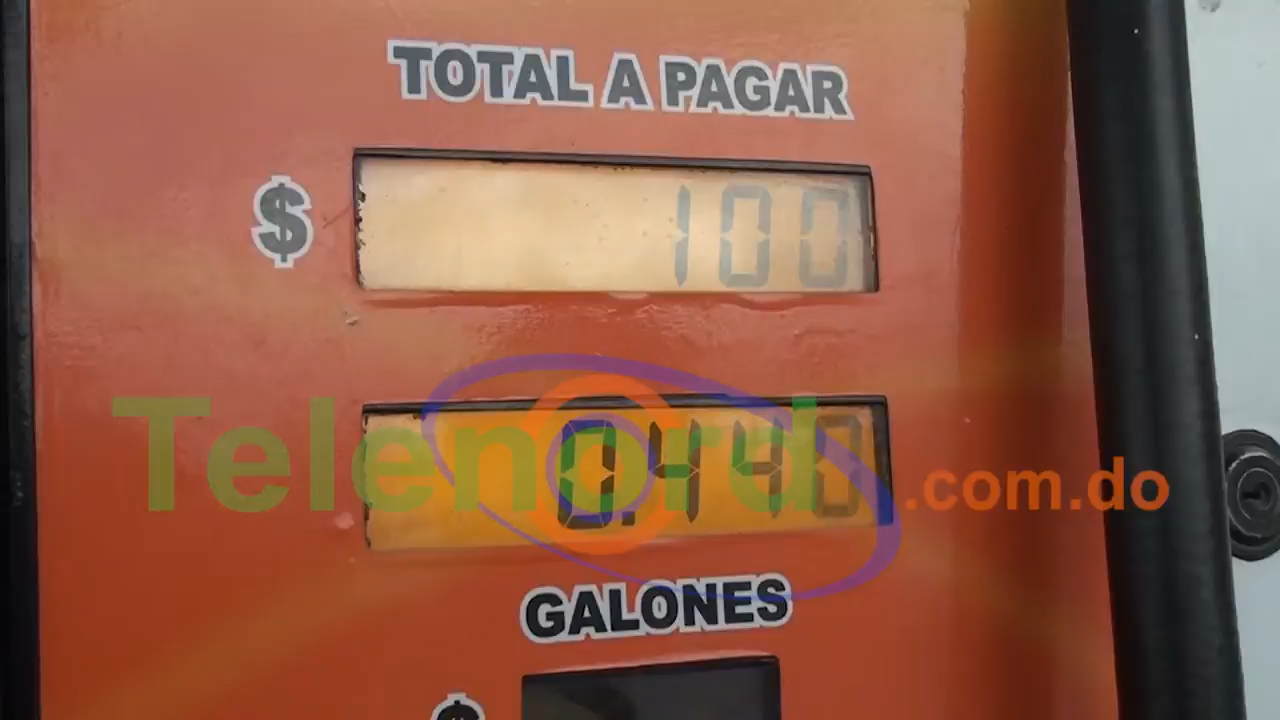 TOTAL A PAGAR
$
100
0.440
Telenord.com.do
GALONES
$